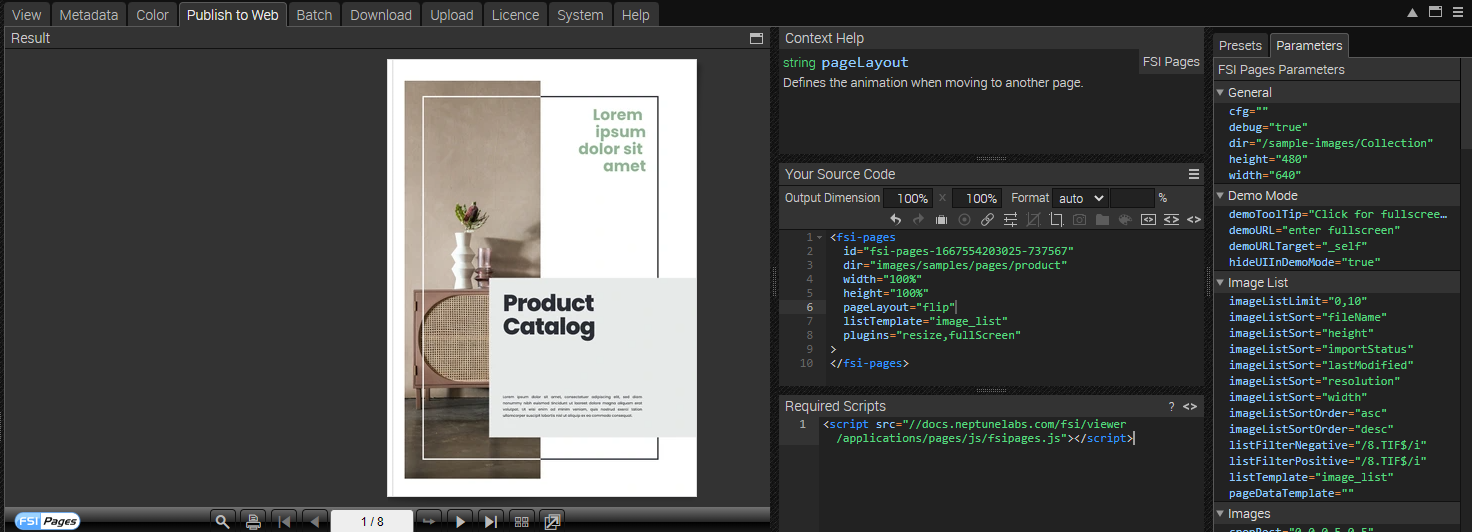 View Metadata Color Publish to Web Batch Download Upload Licence System Help
Result
Lorem
ipsum
dolor sit
amet
Product
Catalog
Lorem ipsum dolor sit amet, consectetuer adipiscing elit, sed diam
nonummy nibh euismod tincidunt ut laoreet dolore magna aliquam erat
volutpat. Ut wisi enim ad minim veniam, quis nostrud exerci tation
ullamcorper suscipit lobortis nisl ut aliquip ex ea commodo consequat.
FSI Pages
1 / 8
Context Help
string pageLayout
FSI Pages
Defines the animation when moving to another page.
Your Source Code
Output Dimension 100% X 100% Format auto %
1 <fsi-pages
2 id="fsi-pages-1667554203025-737567"
3 dir="images/samples/pages/product"
4 width="100%"
5 height="100%"
6 pageLayout="flip"
7 listTemplate="image_list"
8 plugins="resize,fullScreen"
9 >
10 </fsi-pages>
Required Scripts ? <>
1 <script src="//docs.neptunelabs.com/fsi/viewer
/applications/pages/js/fsipages.js"></script>
Presets Parameters
FSI Pages Parameters
General
cfg=""
debug="true"
dir="/sample-images/Collection"
height="480"
width="640"
Demo Mode
demoToolTip="Click for fullscree…
demoURL="enter fullscreen"
demoURLTarget="_self"
hideUIInDemoMode="true"
Image List
imageListLimit="0,10"
imageListSort="fileName"
imageListSort="height"
imageListSort="importStatus"
imageListSort="lastModified"
imageListSort="resolution"
imageListSort="width"
imageListSortOrder="asc"
imageListSortOrder="desc"
listFilterNegative="/8.TIF$/i"
listFilterPositive="/8.TIF$/i"
listTemplate="image_list"
pageDataTemplate=""
Images